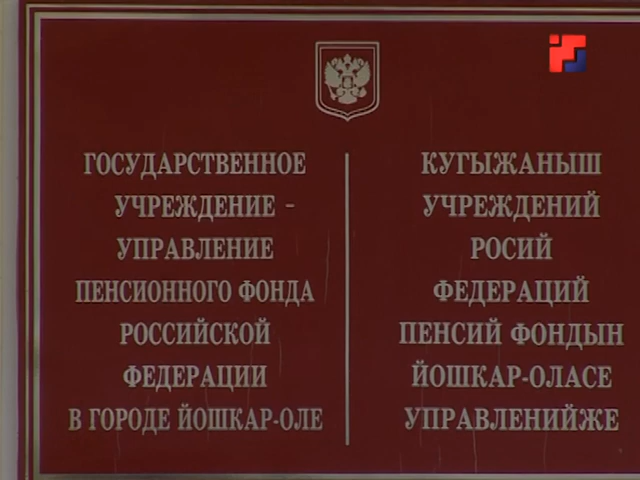 ГОСУДАРСТВЕННОЕ
УЧРЕЖДЕНИЕ -
УПРАВЛЕНИЕ
ПЕНСИОННОГО ФОНДА
РОССИЙСКОЙ
ФЕДЕРАЦИИ
В ГОРОДЕ ЙОШКАР-ОЛЕ
КУГЫЖАНЫШ
УЧРЕЖДЕНИЙ
РОСИЙ
ФЕДЕРАЦИЙ
ПЕНСИЙ ФОНДЫН
ЙОШКАР-ОЛАСЕ
УПРАВЛЕНИЙЖЕ